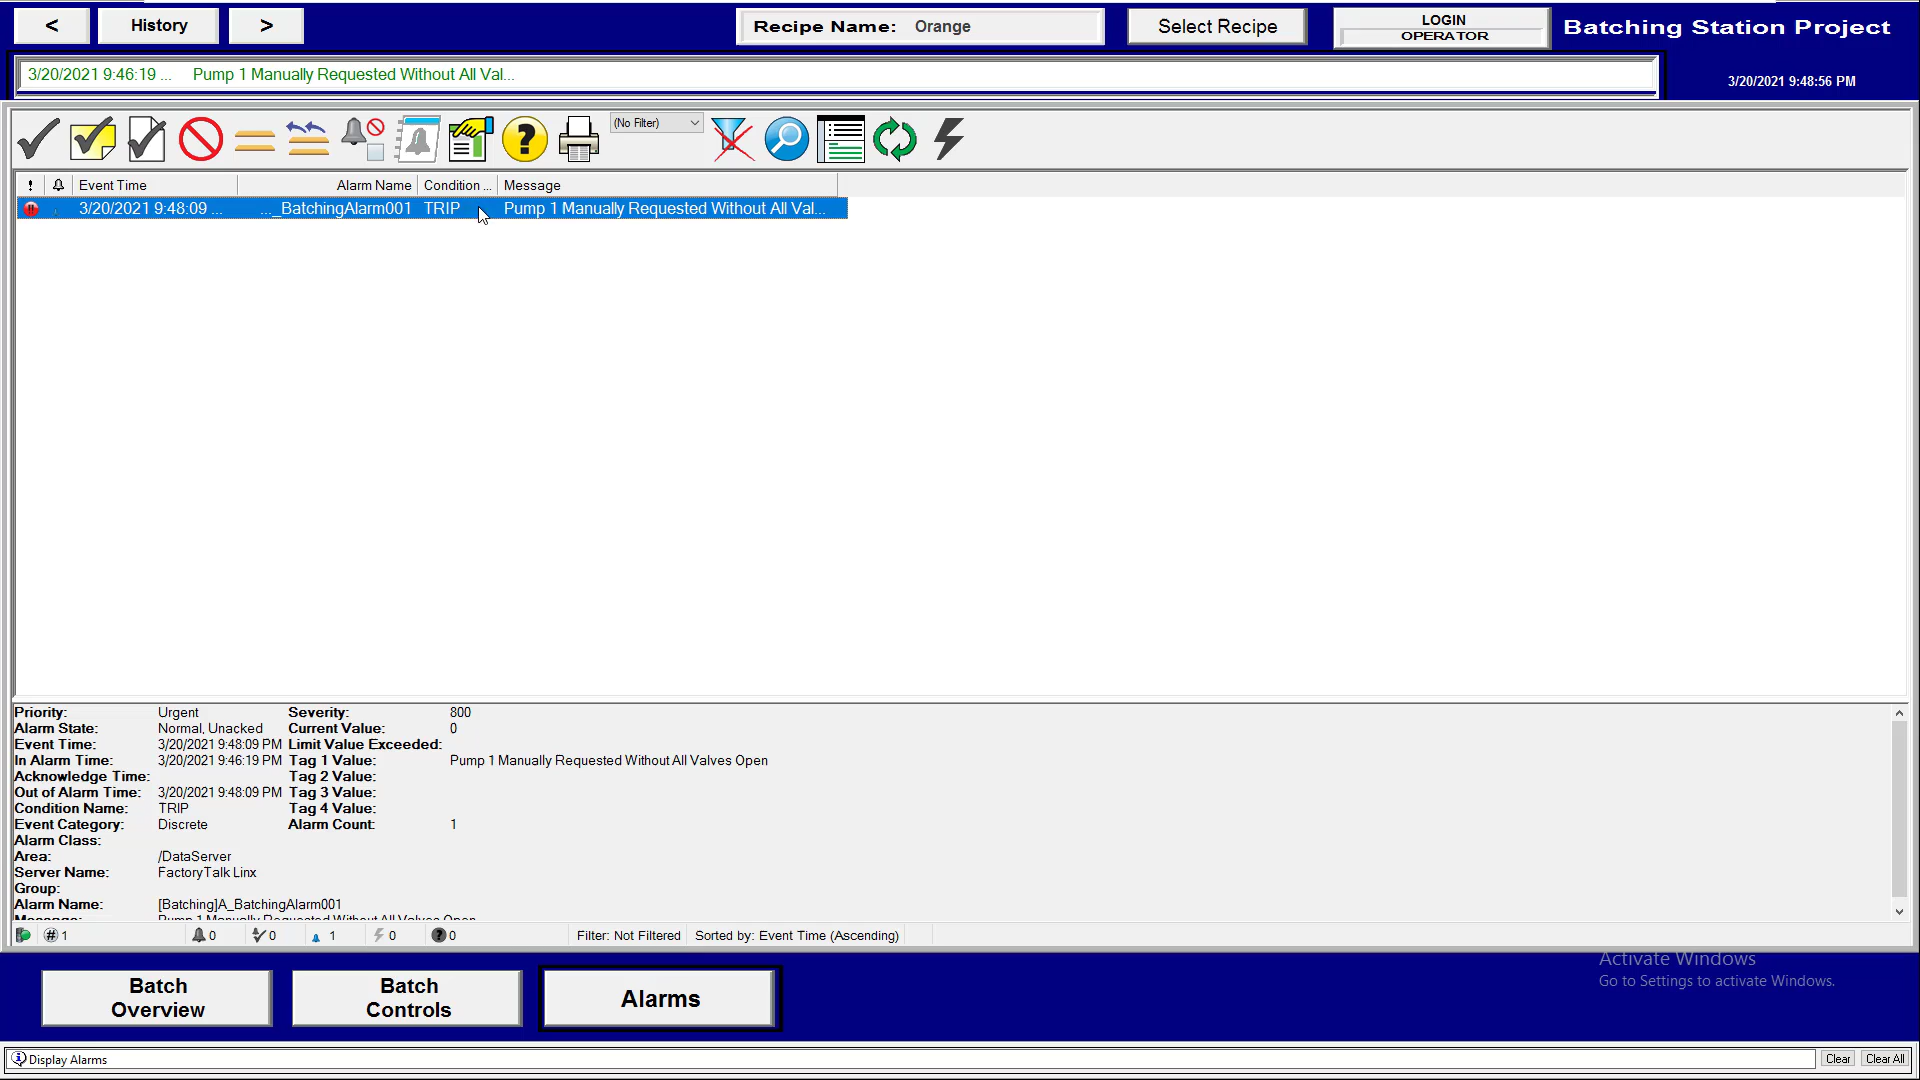 < History > Recipe Name: Orange Select Recipe LOGIN OPERATOR Batching Station Project
3/20/2021 9:46:19 ... Pump 1 Manually Requested Without All Val...
3/20/2021 9:48:56 PM
(No Filter)
! Event Time Alarm Name Condition ... Message
3/20/2021 9:48:09 ... ..._BatchingAlarm001 TRIP Pump 1 Manually Requested Without All Val...
Priority: Urgent Severity: 800
Alarm State: Normal, Unacked Current Value: 0
Event Time: 3/20/2021 9:48:09 PM Limit Value Exceeded:
In Alarm Time: 3/20/2021 9:46:19 PM Tag 1 Value: Pump 1 Manually Requested Without All Valves Open
Acknowledge Time: Tag 2 Value:
Out of Alarm Time: 3/20/2021 9:48:09 PM Tag 3 Value:
Condition Name: TRIP Tag 4 Value:
Event Category: Discrete Alarm Count: 1
Alarm Class:
Area: /DataServer
Server Name: FactoryTalk Linx
Group:
Alarm Name: [Batching]A_BatchingAlarm001
Message: Pump 1 Manually Requested Without All Valves Open
# 1 0 0 1 0 ? 0 Filter: Not Filtered Sorted by: Event Time (Ascending)
Activate Windows
Go to Settings to activate Windows.
Batch Overview Batch Controls Alarms
Display Alarms Clear Clear All